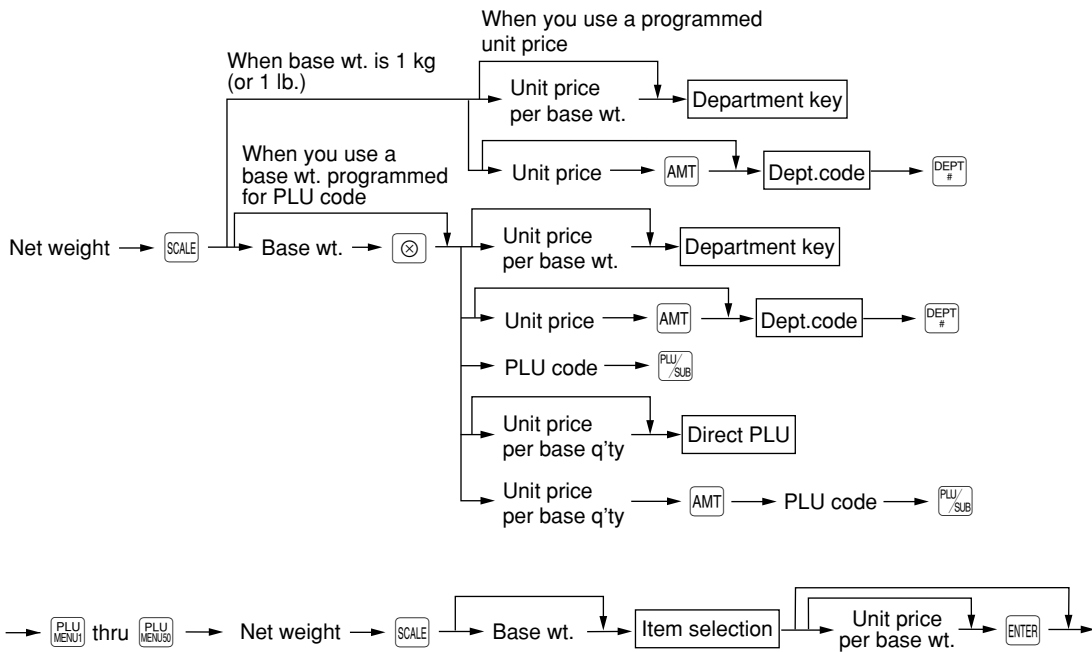 When you use a programmed
unit price
When base wt. is 1 kg
(or 1 lb.)
Unit price
per base wt.
Department key
When you use a
base wt. programmed
for PLU code
Unit price
AMT
Dept.code
DEPT
#
Net weight
SCALE
Base wt.
⊗
Unit price
per base wt.
Department key
Unit price
AMT
Dept.code
DEPT
#
PLU code
PLU/
/SUB
Unit price
per base q'ty
Direct PLU
Unit price
per base q'ty
AMT
PLU code
PLU/
/SUB
PLU
MENU1
thru
PLU
MENU50
Net weight
SCALE
Base wt.
Item selection
Unit price
per base wt.
ENTER